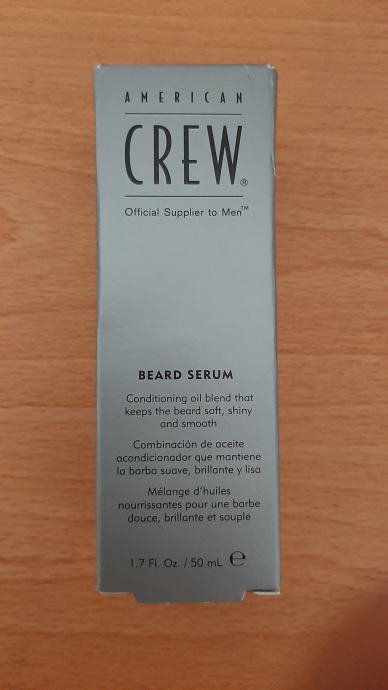 AMERICAN
CREW®
Official Supplier to Men™
BEARD SERUM
Conditioning oil blend that
keeps the beard soft, shiny
and smooth
Combinación de aceite
acondicionador que mantiene
la barba suave, brillante y lisa
Mélange d'huiles
nourrissantes pour une barbe
douce, brillante et souple
1.7 Fl. Oz. / 50 mL ℮